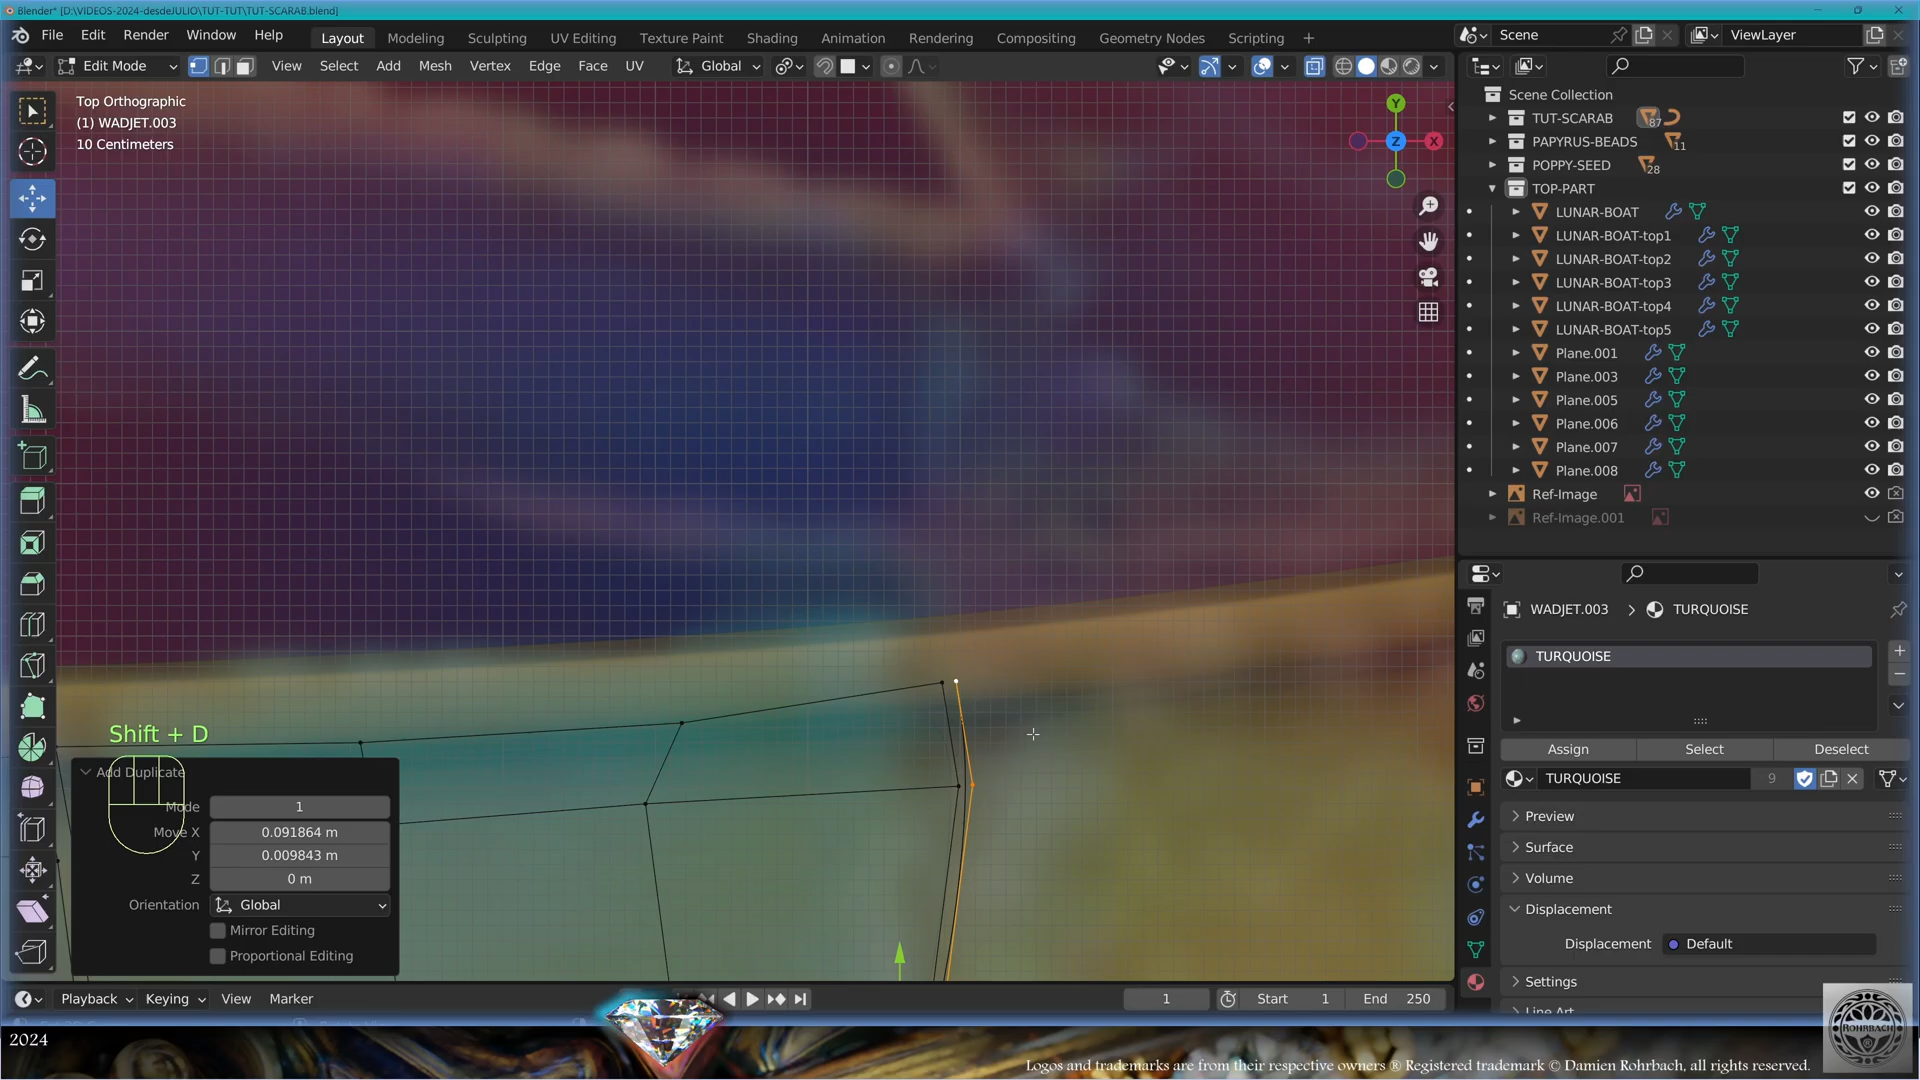 Blender* [D:\VIDEOS-2024-desdeJULIO\TUT-TUT\TUT-SCARAB.blend]
File Edit Render Window Help Layout Modeling Sculpting UV Editing Texture Paint Shading Animation Rendering Compositing Geometry Nodes Scripting + Scene ViewLayer
Edit Mode View Select Add Mesh Vertex Edge Face UV Global
Top Orthographic
(1) WADJET.003
10 Centimeters
Y
Z
X
Scene Collection
TUT-SCARAB 87
PAPYRUS-BEADS 11
POPPY-SEED 28
TOP-PART
LUNAR-BOAT
LUNAR-BOAT-top1
LUNAR-BOAT-top2
LUNAR-BOAT-top3
LUNAR-BOAT-top4
LUNAR-BOAT-top5
Plane.001
Plane.003
Plane.005
Plane.006
Plane.007
Plane.008
Ref-Image
Ref-Image.001
WADJET.003 > TURQUOISE
TURQUOISE
Assign Select Deselect
TURQUOISE 9
Preview
Surface
Volume
Displacement
Displacement Default
Settings
Line Art
Shift + D
Add Duplicate
Mode 1
Move X 0.091864 m
Y 0.009843 m
Z 0 m
Orientation Global
Mirror Editing
Proportional Editing
Playback Keying View Marker 1 Start 1 End 250
2024
ROHRBACH
®
Logos and trademarks are from their respective owners ® Registered trademark © Damien Rohrbach, all rights reserved.